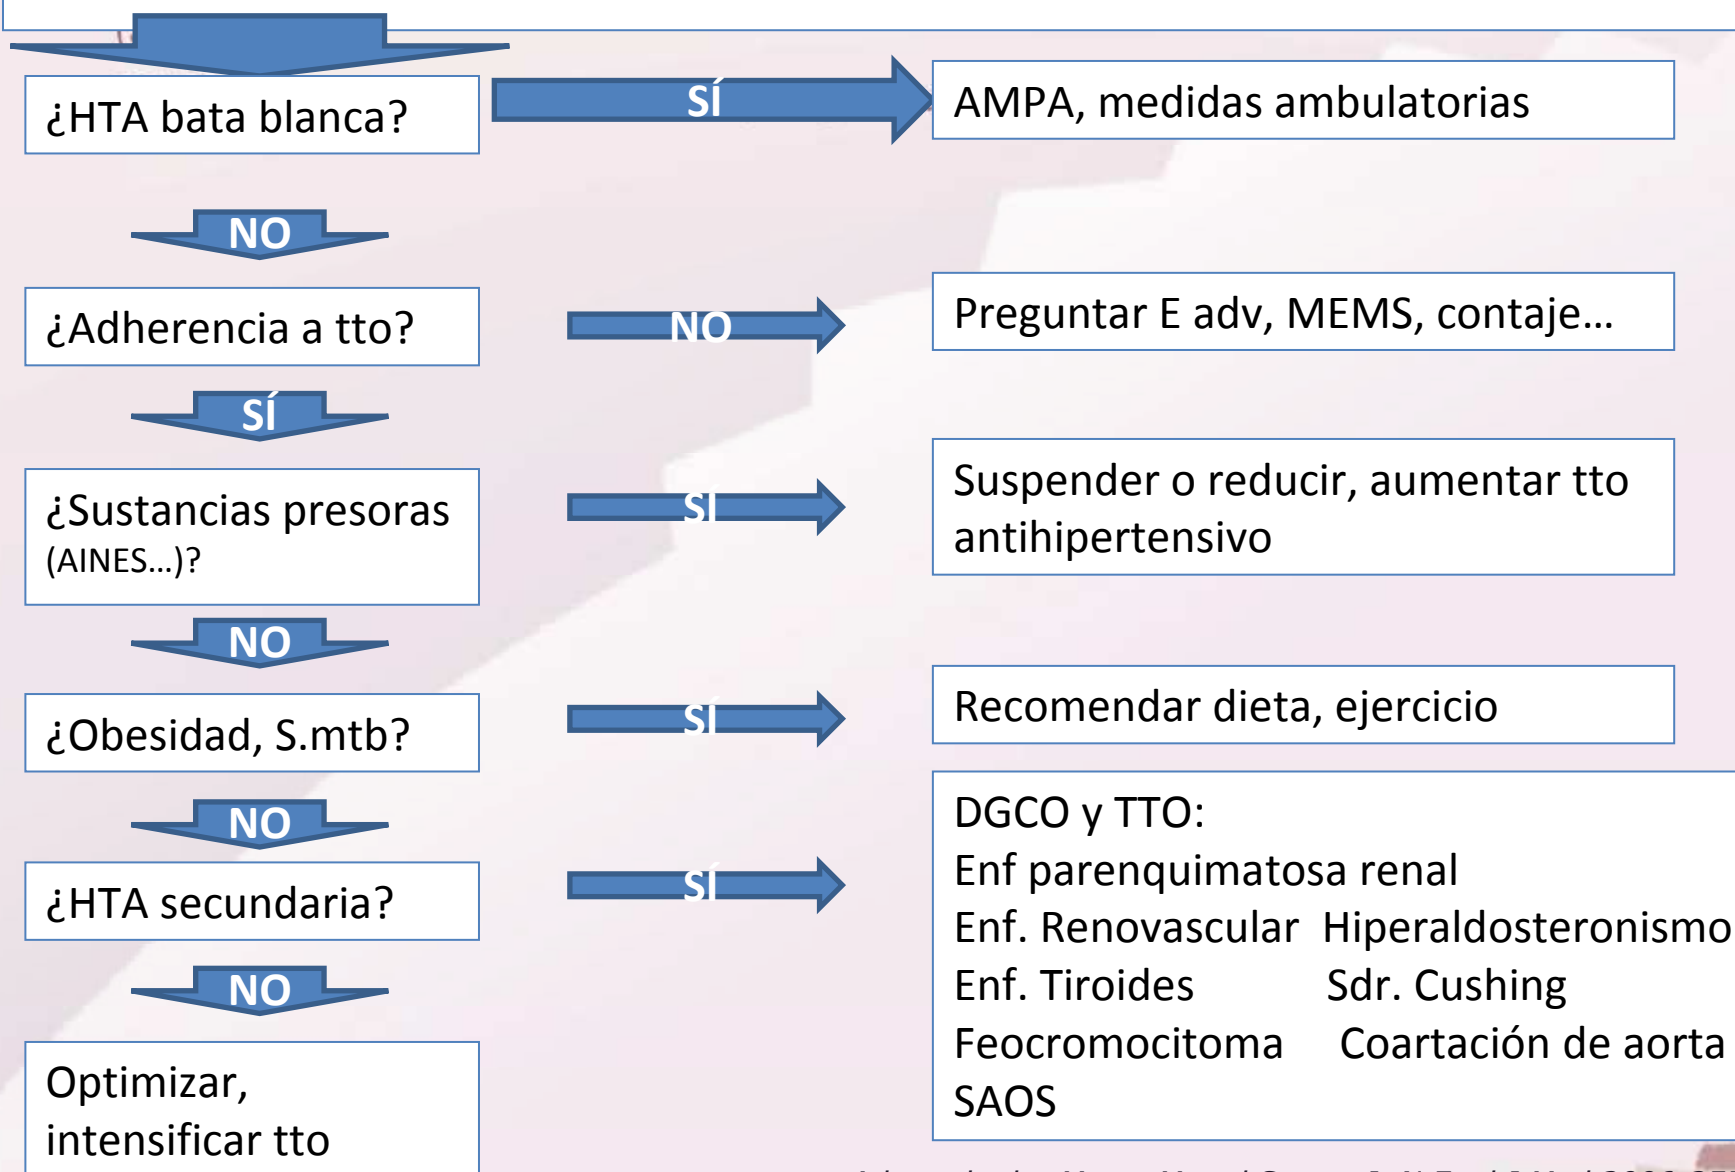 ¿HTA bata blanca?
SÍ
AMPA, medidas ambulatorias
NO
¿Adherencia a tto?
NO
Preguntar E adv, MEMS, contaje...
SÍ
¿Sustancias presoras
(AINES...)?
SÍ
Suspender o reducir, aumentar tto
antihipertensivo
NO
¿Obesidad, S.mtb?
SÍ
Recomendar dieta, ejercicio
NO
¿HTA secundaria?
SÍ
DGCO y TTO:
Enf parenquimatosa renal
Enf. Renovascular Hiperaldosteronismo
Enf. Tiroides Sdr. Cushing
Feocromocitoma Coartación de aorta
SAOS
NO
Optimizar,
intensificar tto